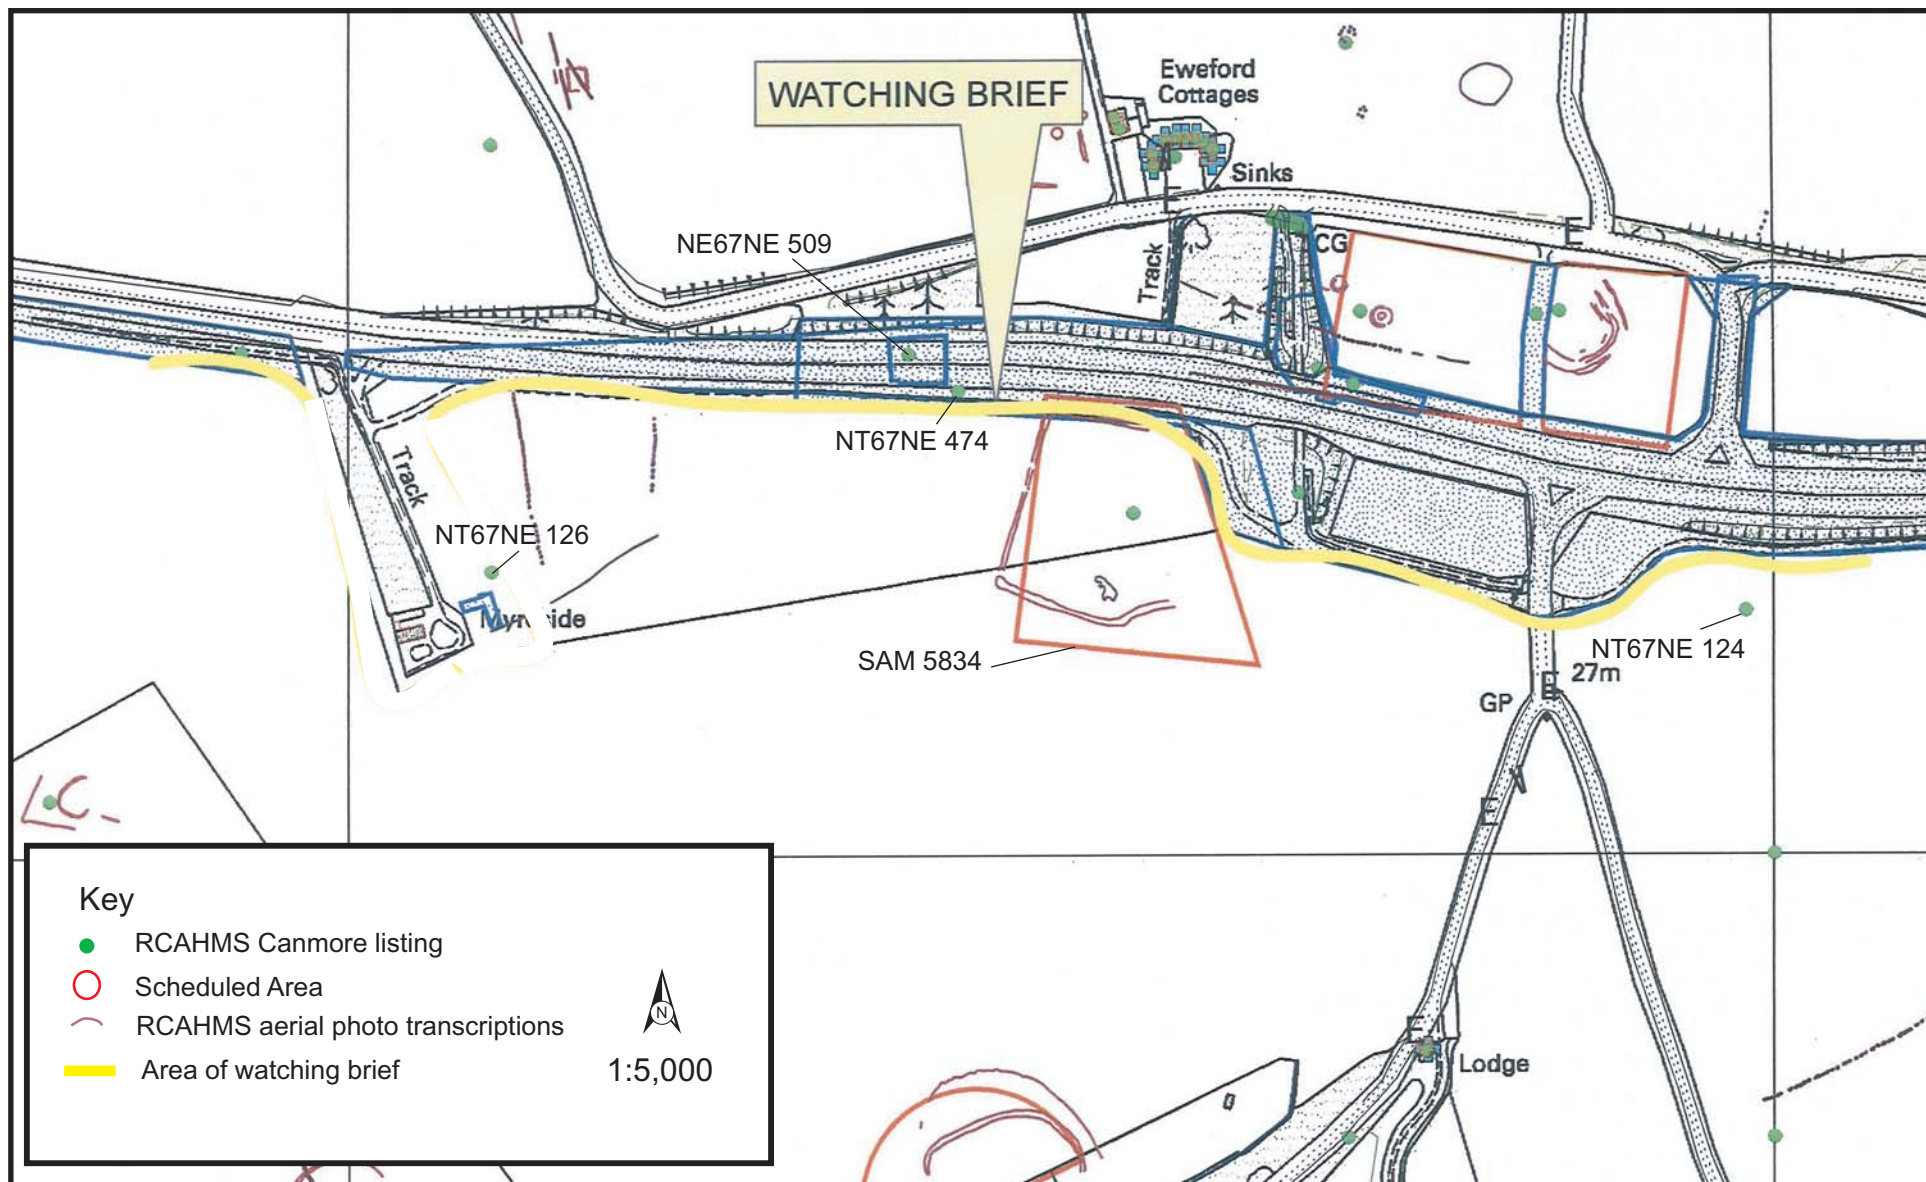 WATCHING BRIEF
Eweford
Cottages
Sinks
NE67NE 509
Track
CG
E
NT67NE 474
Track
NT67NE 126
SAM 5834
NT67NE 124
27m
GP
E
E
E
Lodge
Key
RCAHMS Canmore listing
Scheduled Area
RCAHMS aerial photo transcriptions
N
Area of watching brief
1:5,000